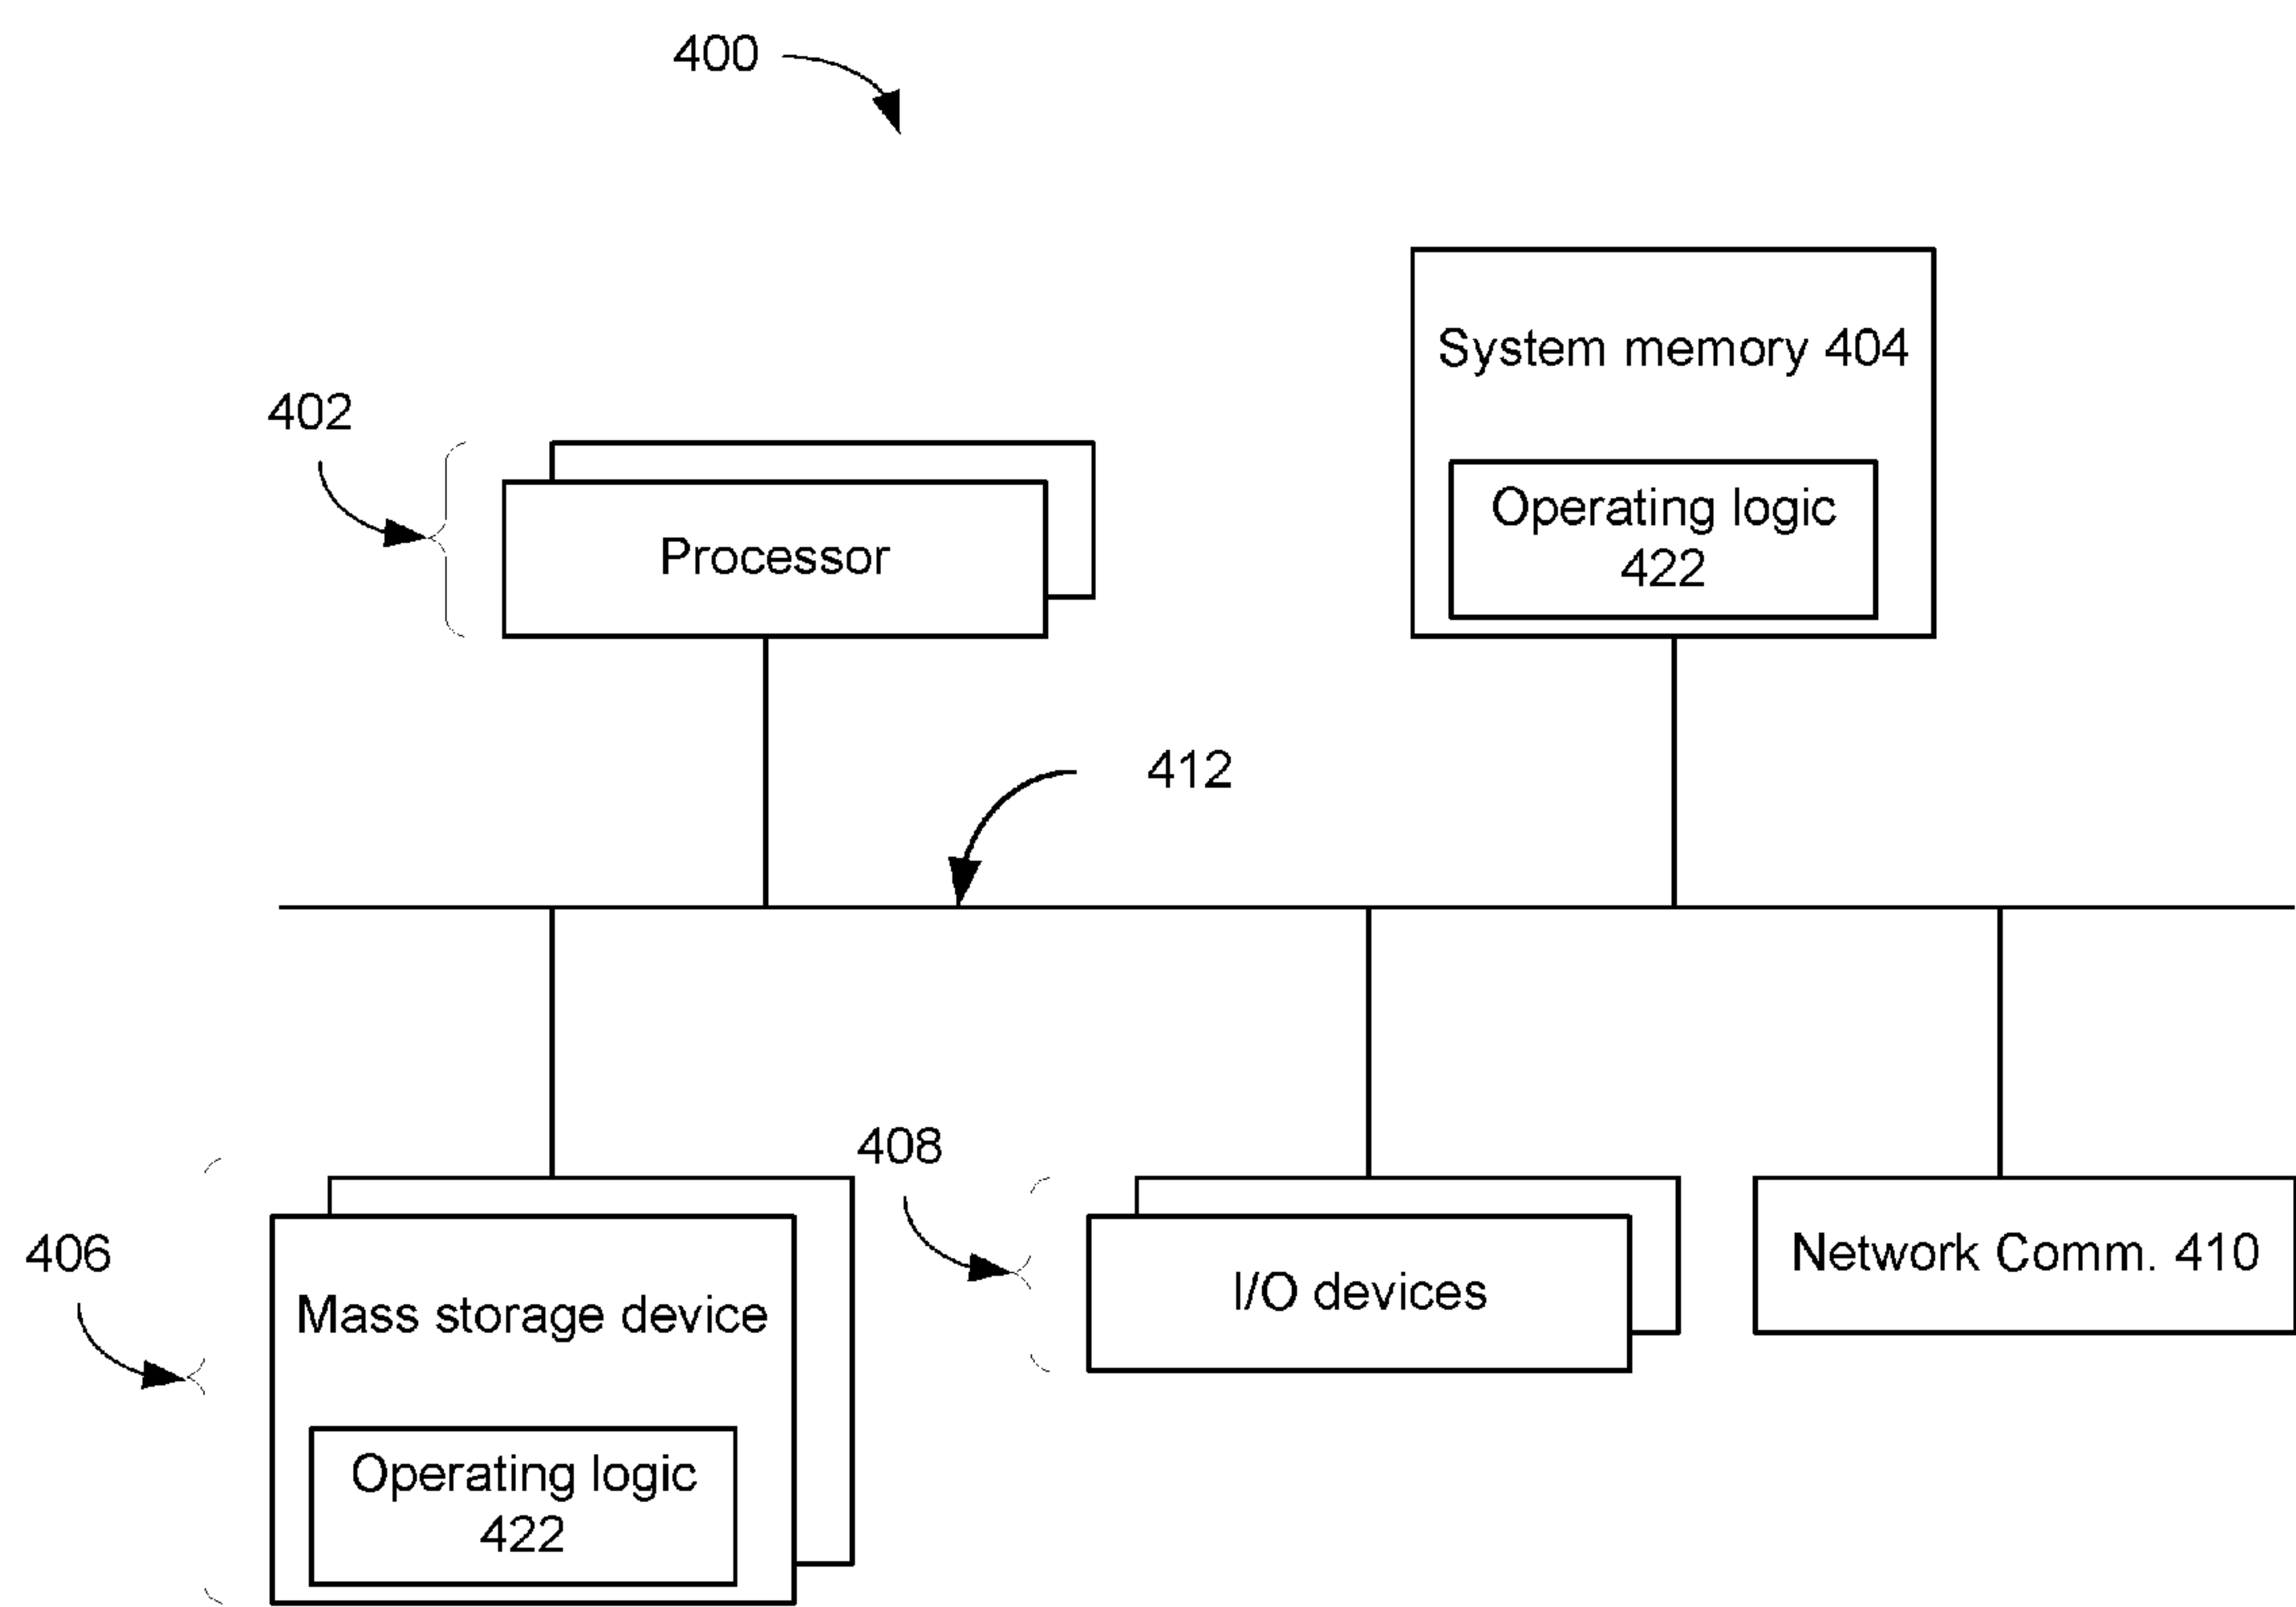 400
System memory 404
402
Operating logic
422
Processor
412
408
406
Network Comm. 410
I/O devices
Mass storage device
Operating logic
422